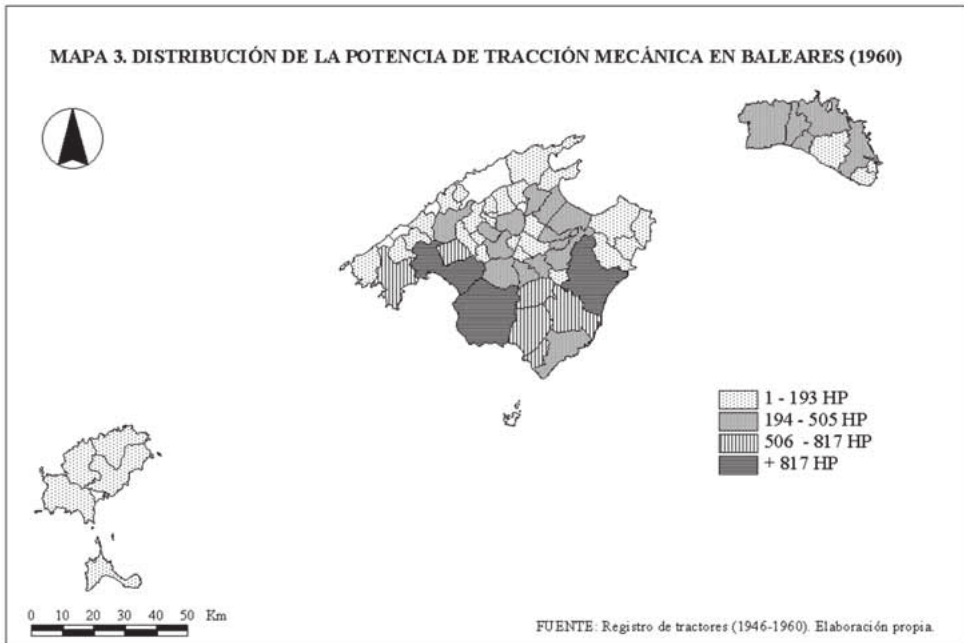 MAPA 3. DISTRIBUCIÓN DE LA POTENCIA DE TRACCIÓN MECÁNICA EN BALEARES (1960)
1 - 193 HP
194 - 505 HP
506 - 817 HP
+ 817 HP
0 10 20 30 40 50 Km
FUENTE: Registro de tractores (1946-1960). Elaboración propia.